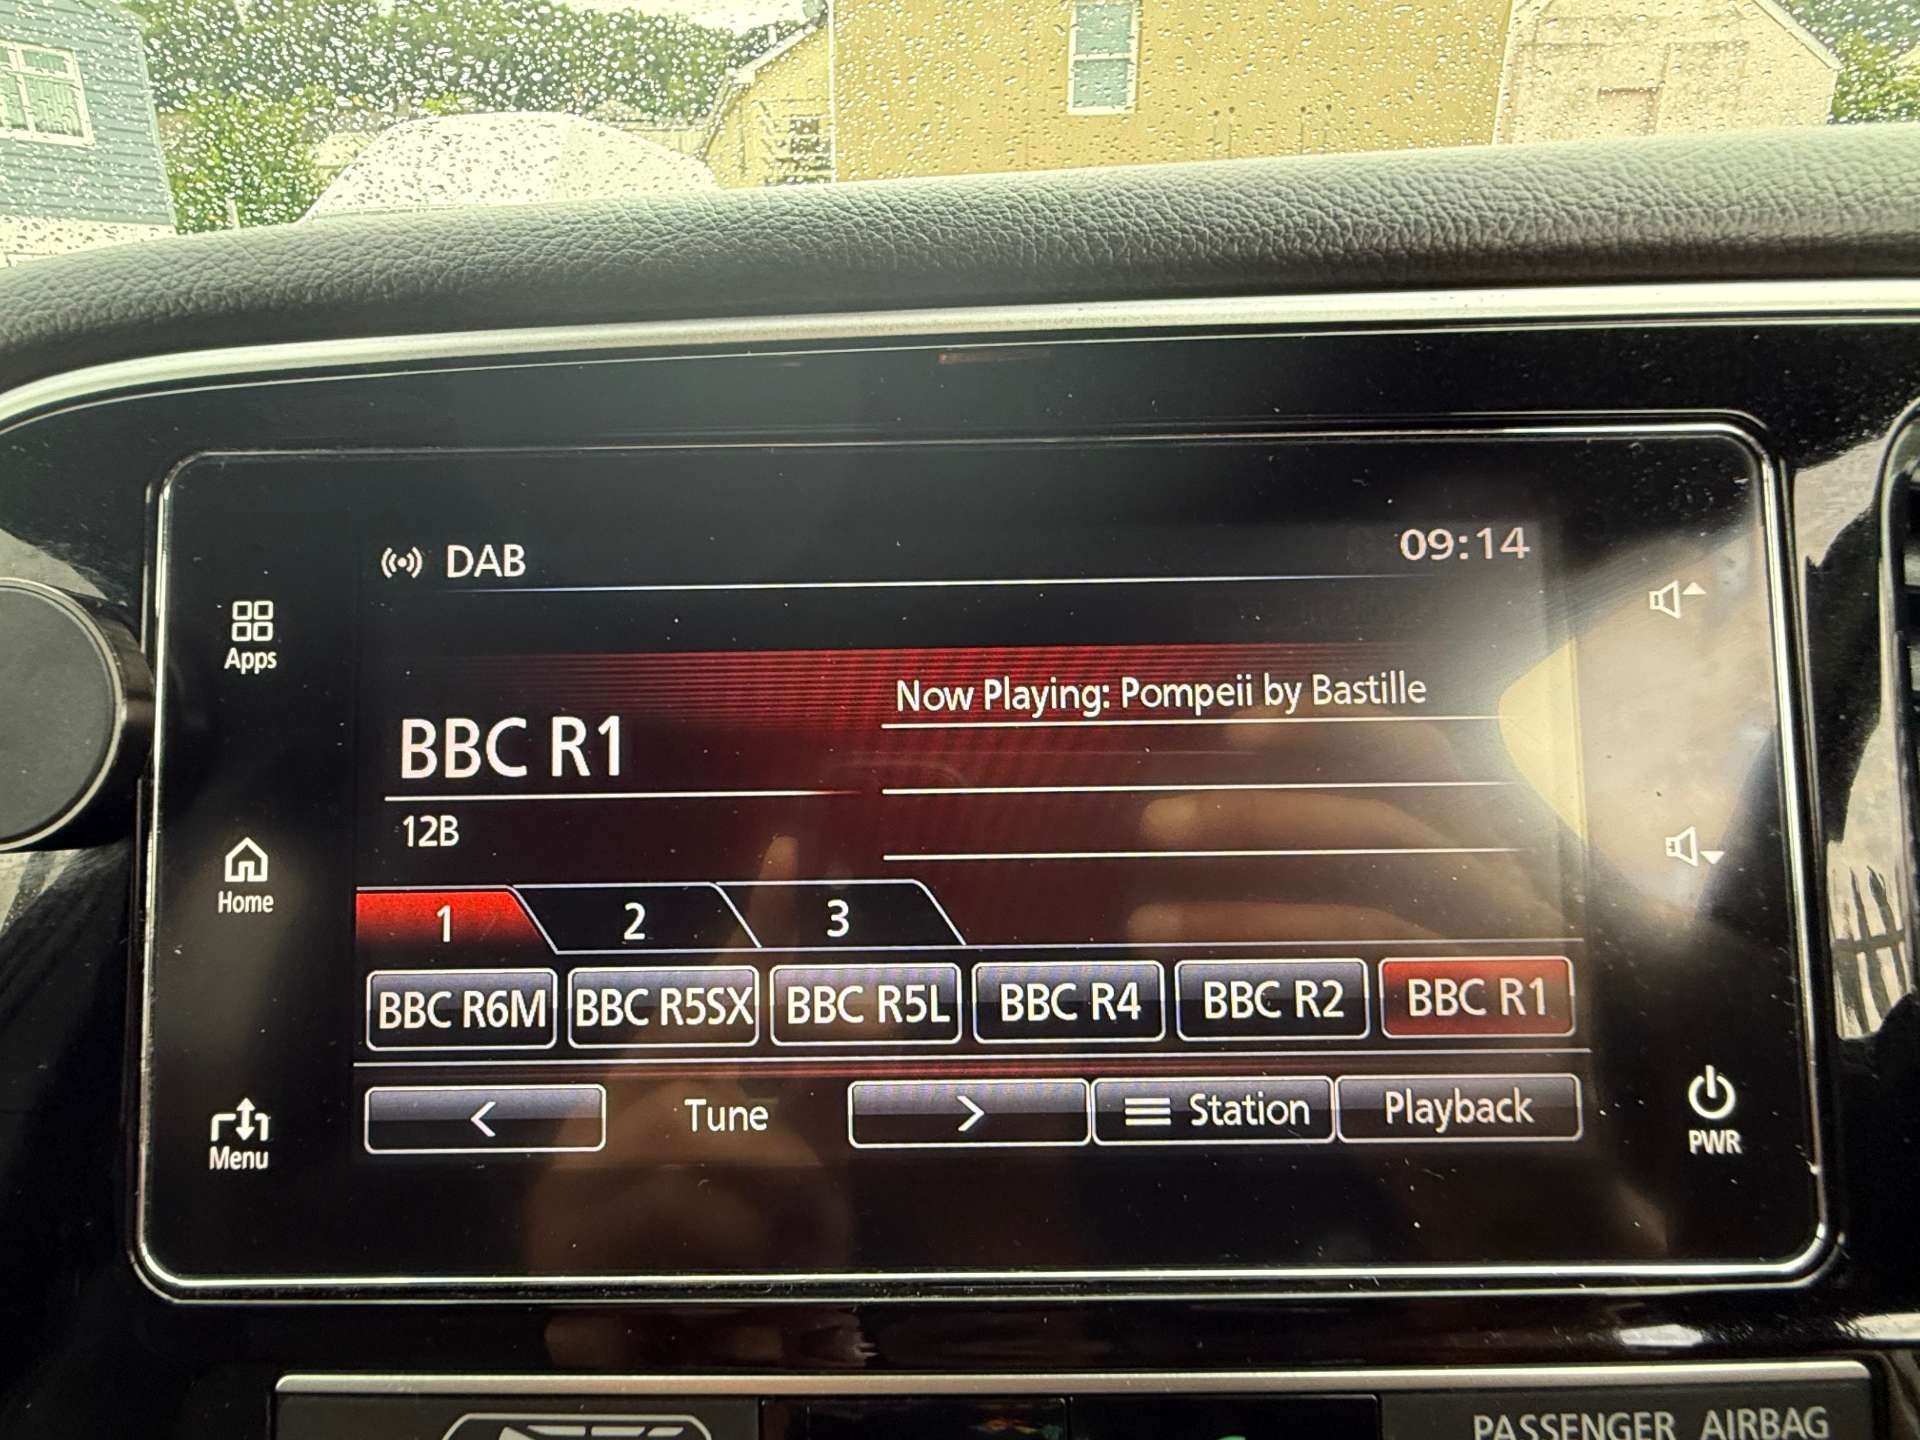 DAB
09:14
Apps
Now Playing: Pompeii by Bastille
BBC R1
12B
Home
1 2 3
BBC R6M BBC R5SX BBC R5L BBC R4 BBC R2 BBC R1
< Tune > Station Playback
Menu
PWR
PASSENGER AIRBAG